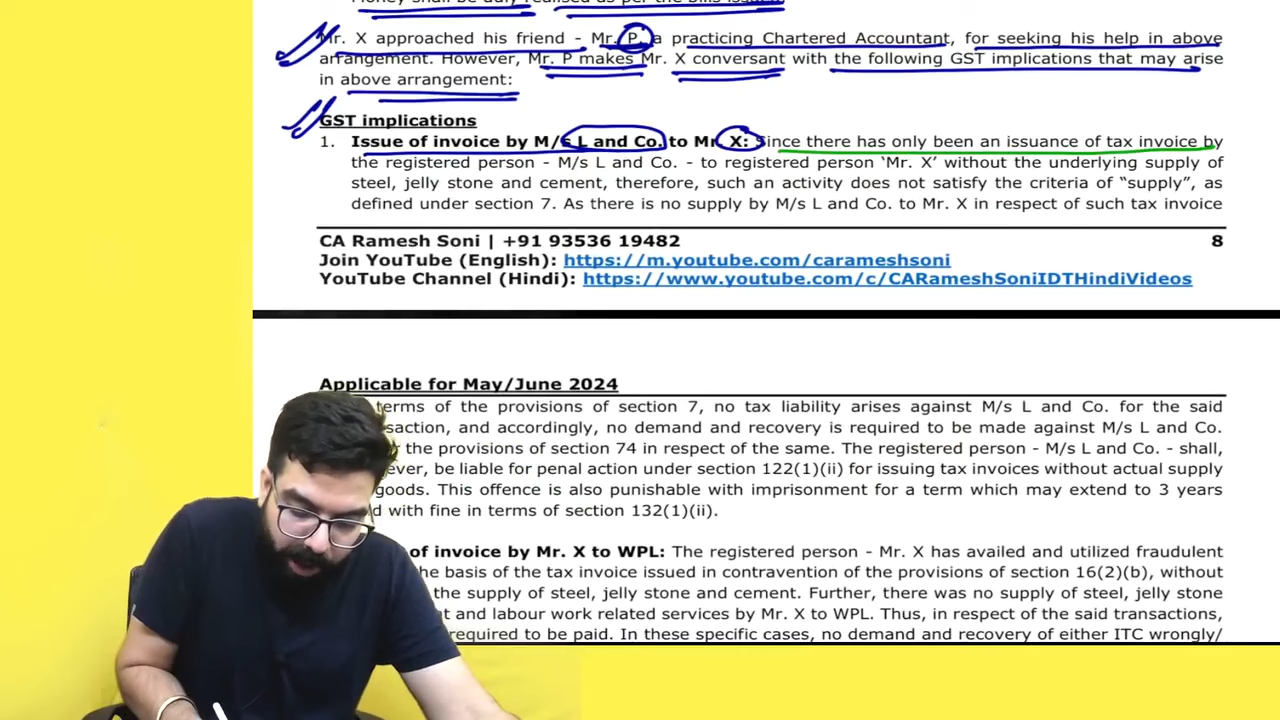 Money shall be duly realised as per the bills issued.
Mr. X approached his friend - Mr. P, a practicing Chartered Accountant, for seeking his help in above
arrangement. However, Mr. P makes Mr. X conversant with the following GST implications that may arise
in above arrangement:
GST implications
1. Issue of invoice by M/s L and Co. to Mr. X: Since there has only been an issuance of tax invoice by
the registered person - M/s L and Co. - to registered person ‘Mr. X’ without the underlying supply of
steel, jelly stone and cement, therefore, such an activity does not satisfy the criteria of “supply”, as
defined under section 7. As there is no supply by M/s L and Co. to Mr. X in respect of such tax invoice
CA Ramesh Soni | +91 93536 19482 8
Join YouTube (English): https://m.youtube.com/carameshsoni
YouTube Channel (Hindi): https://www.youtube.com/c/CARameshSoniIDTHindiVideos
Applicable for May/June 2024
terms of the provisions of section 7, no tax liability arises against M/s L and Co. for the said
saction, and accordingly, no demand and recovery is required to be made against M/s L and Co.
the provisions of section 74 in respect of the same. The registered person - M/s L and Co. - shall,
ever, be liable for penal action under section 122(1)(ii) for issuing tax invoices without actual supply
goods. This offence is also punishable with imprisonment for a term which may extend to 3 years
d with fine in terms of section 132(1)(ii).
of invoice by Mr. X to WPL: The registered person - Mr. X has availed and utilized fraudulent
he basis of the tax invoice issued in contravention of the provisions of section 16(2)(b), without
the supply of steel, jelly stone and cement. Further, there was no supply of steel, jelly stone
t and labour work related services by Mr. X to WPL. Thus, in respect of the said transactions,
required to be paid. In these specific cases, no demand and recovery of either ITC wrongly/